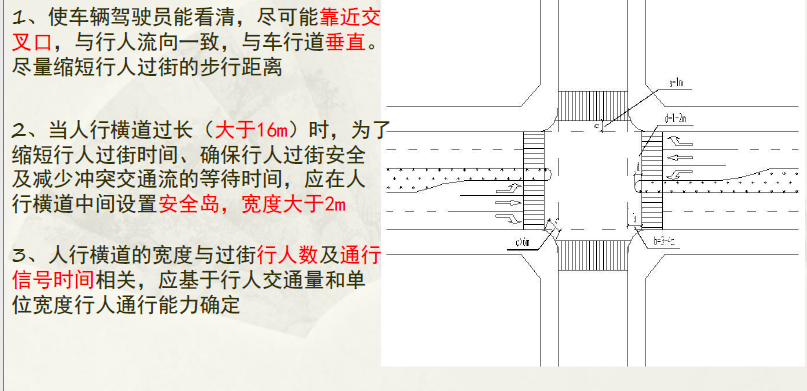 1、使车辆驾驶员能看清，尽可能靠近交
叉口，与行人流向一致，与车行道垂直。
尽量缩短行人过街的步行距离
2、当人行横道过长（大于16m）时，为了
缩短行人过街时间、确保行人过街安全
及减少冲突交通流的等待时间，应在人
行横道中间设置安全岛，宽度大于2m
3、人行横道的宽度与过街行人数及通行
信号时间相关，应基于行人交通量和单
位宽度行人通行能力确定
a=1m
d=1-2m